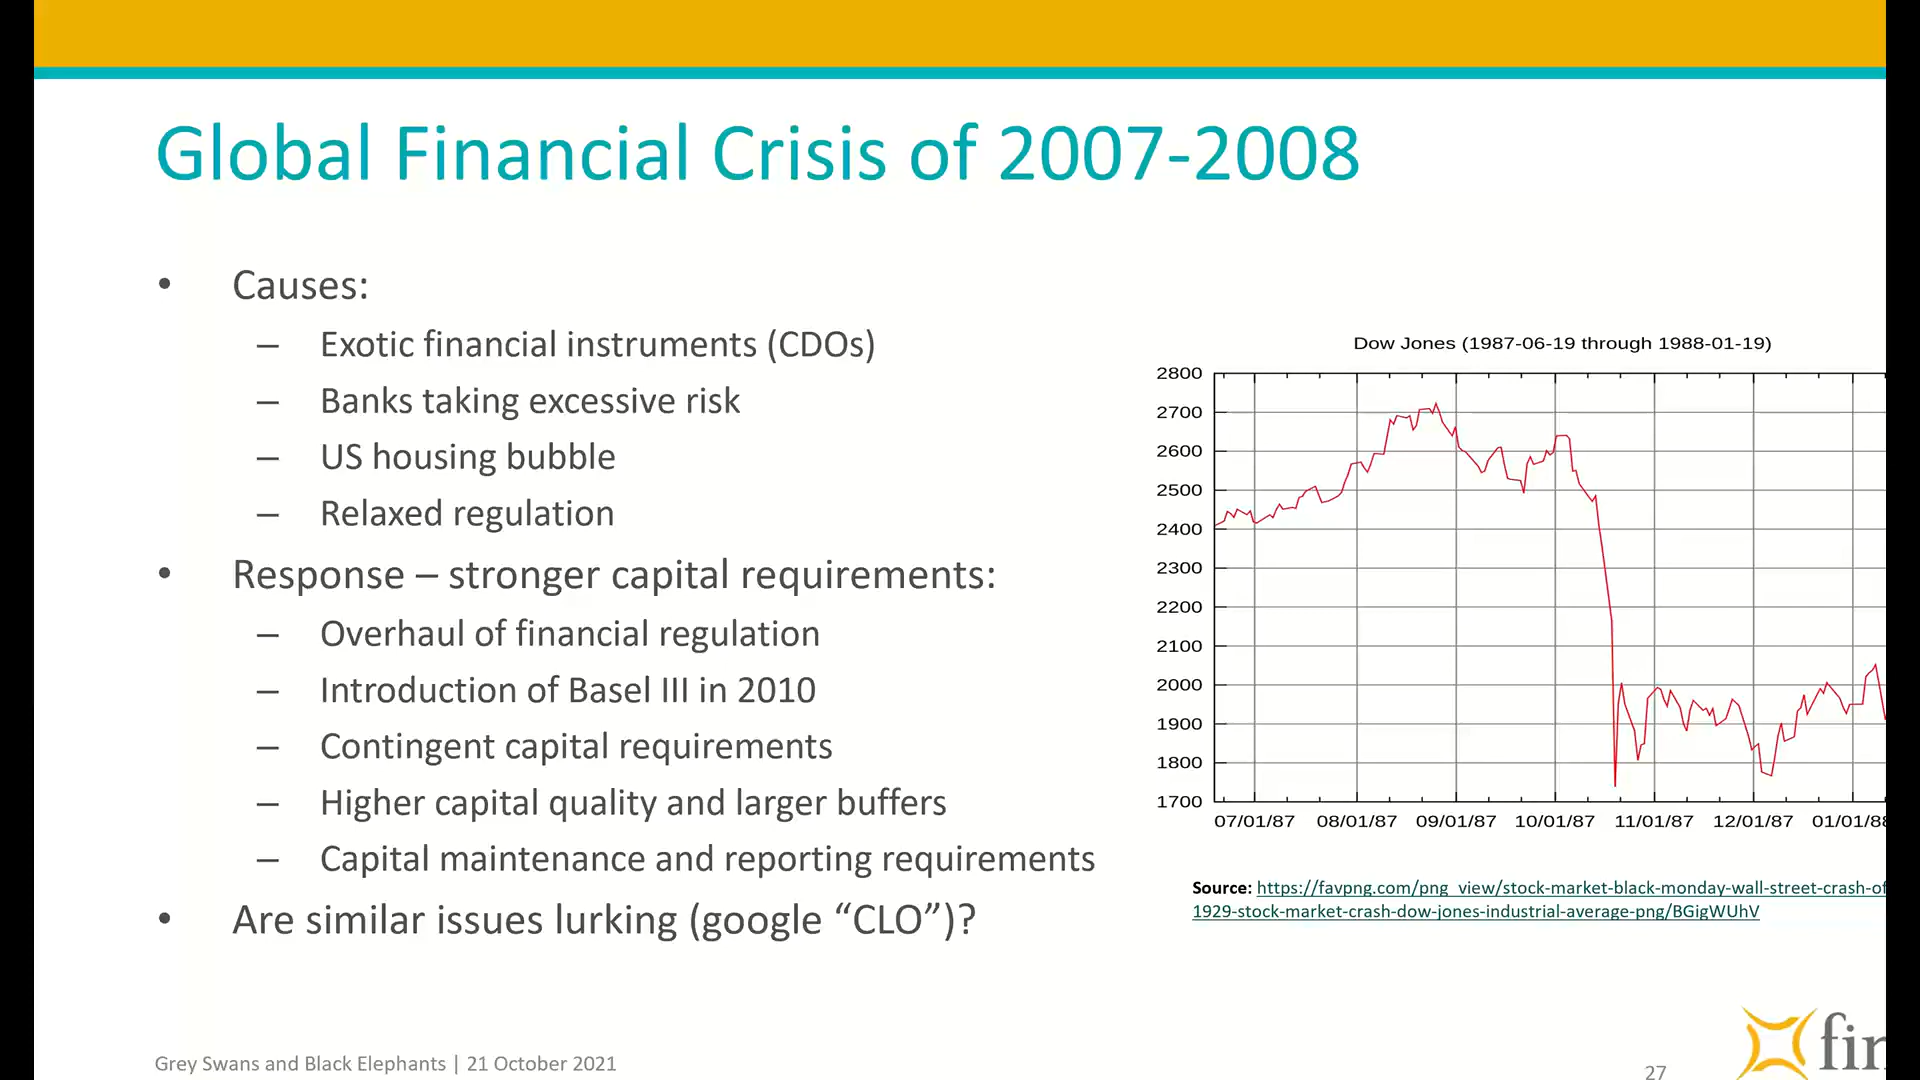 Global Financial Crisis of 2007-2008
• Causes:
– Exotic financial instruments (CDOs)
– Banks taking excessive risk
– US housing bubble
– Relaxed regulation
• Response – stronger capital requirements:
– Overhaul of financial regulation
– Introduction of Basel III in 2010
– Contingent capital requirements
– Higher capital quality and larger buffers
– Capital maintenance and reporting requirements
• Are similar issues lurking (google “CLO”)?
Dow Jones (1987-06-19 through 1988-01-19)
2800
2700
2600
2500
2400
2300
2200
2100
2000
1900
1800
1700
07/01/87 08/01/87 09/01/87 10/01/87 11/01/87 12/01/87 01/01/88
Source: https://favpng.com/png_view/stock-market-black-monday-wall-street-crash-of
1929-stock-market-crash-dow-jones-industrial-average-png/BGigWUhV
Grey Swans and Black Elephants | 21 October 2021
27
fin